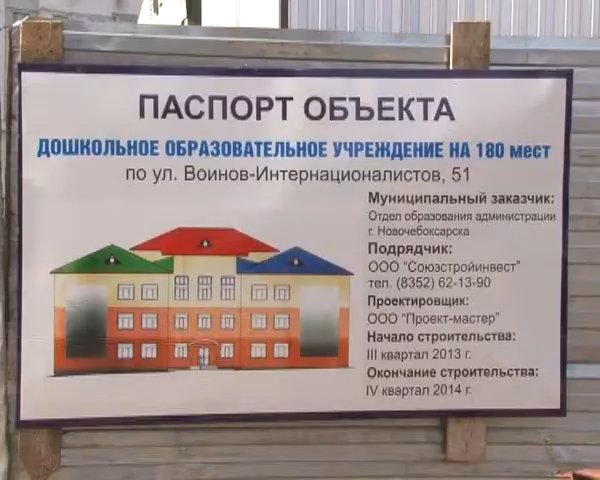 ПАСПОРТ ОБЪЕКТА
ДОШКОЛЬНОЕ ОБРАЗОВАТЕЛЬНОЕ УЧРЕЖДЕНИЕ НА 180 мест
по ул. Воинов-Интернационалистов, 51
Муниципальный заказчик:
Отдел образования администрации
г. Новочебоксарска
Подрядчик:
ООО "Союзстройинвест"
тел. (8352) 62-13-90
Проектировщик:
ООО "Проект-мастер"
Начало строительства:
III квартал 2013 г.
Окончание строительства:
IV квартал 2014 г.